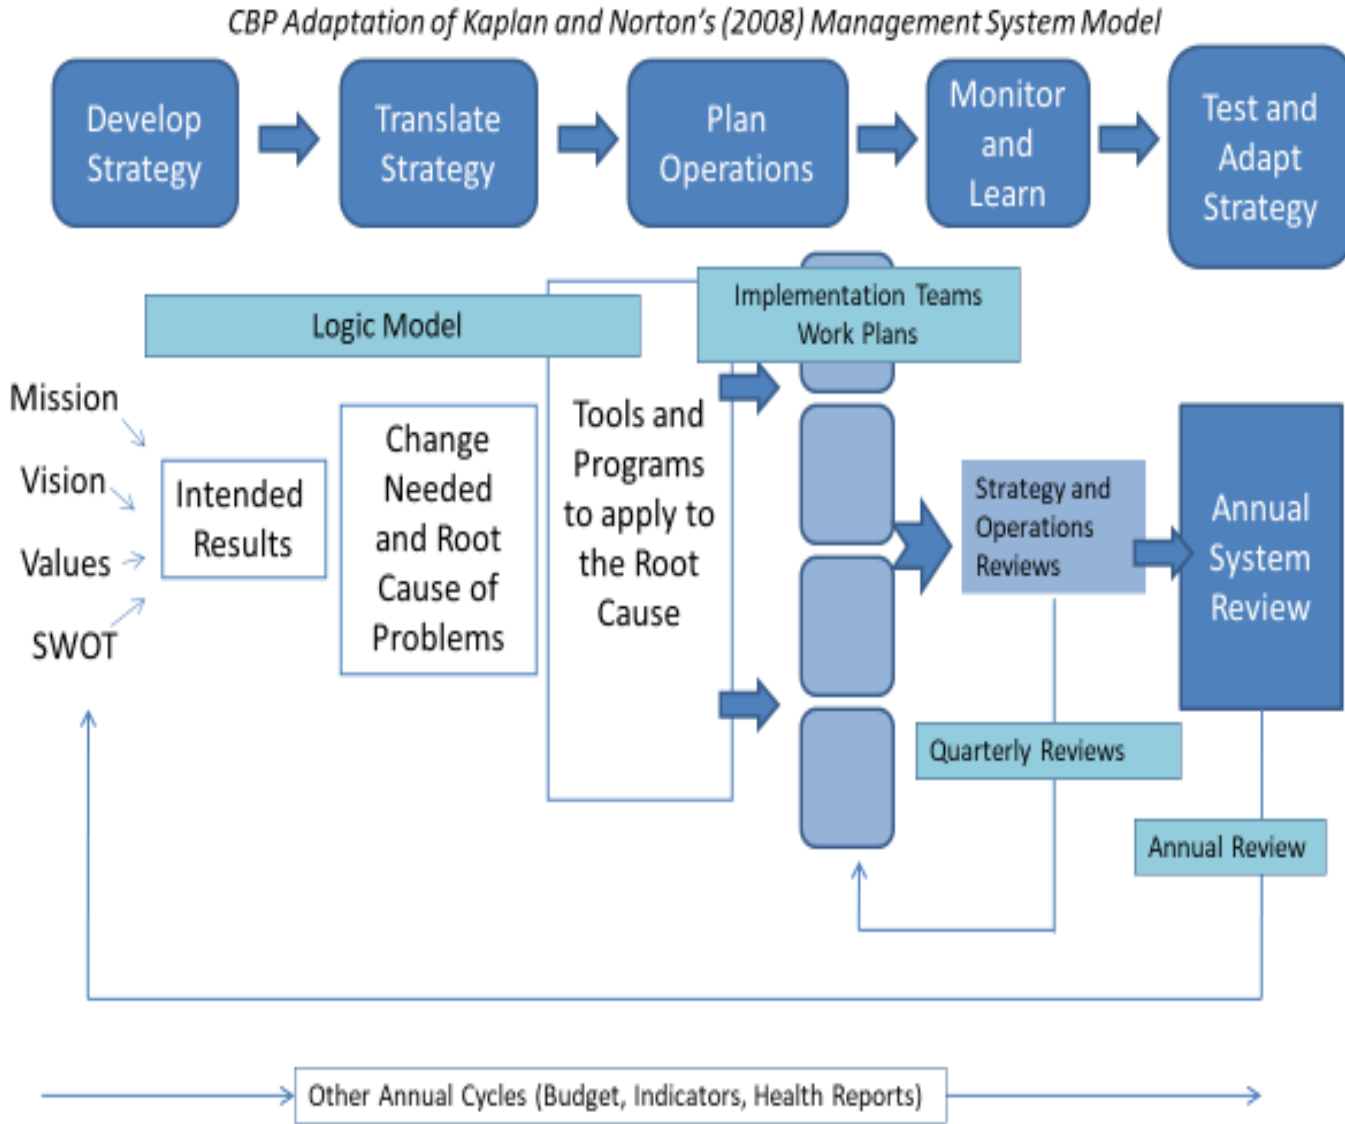 CBP Adaptation of Kaplan and Norton's (2008) Management System Model
Develop
Strategy
Translate
Strategy
Plan
Operations
Monitor
and
Learn
Test and
Adapt
Strategy
Logic Model
Implementation Teams
Work Plans
Mission
Vision
Values
SWOT
Intended
Results
Change
Needed
and Root
Cause of
Problems
Tools and
Programs
to apply to
the Root
Cause
Strategy and
Operations
Reviews
Annual
System
Review
Quarterly Reviews
Annual Review
Other Annual Cycles (Budget, Indicators, Health Reports)